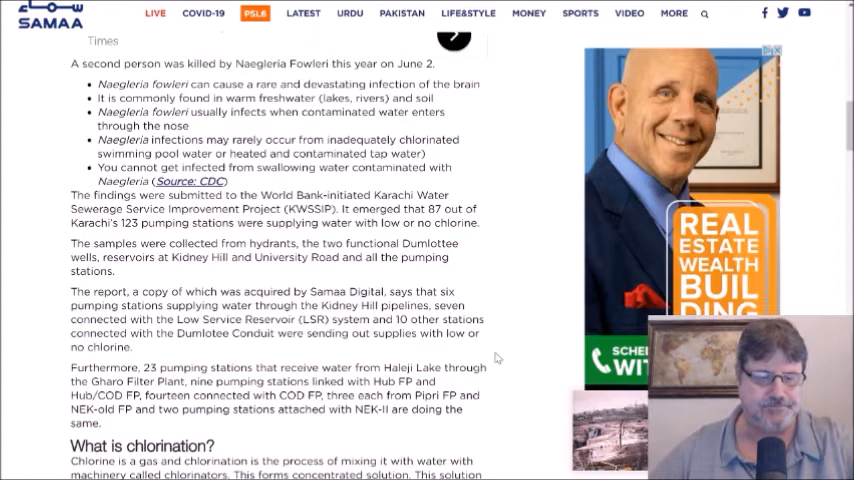 سماء
SAMAA
LIVE COVID-19 PSL6 LATEST URDU PAKISTAN LIFE&STYLE MONEY SPORTS VIDEO MORE
Times
A second person was killed by Naegleria Fowleri this year on June 2.
Naegleria fowleri can cause a rare and devastating infection of the brain
It is commonly found in warm freshwater (lakes, rivers) and soil
Naegleria fowleri usually infects when contaminated water enters
through the nose
Naegleria infections may rarely occur from inadequately chlorinated
swimming pool water or heated and contaminated tap water)
You cannot get infected from swallowing water contaminated with
Naegleria (Source: CDC)
The findings were submitted to the World Bank-initiated Karachi Water
Sewerage Service Improvement Project (KWSSIP). It emerged that 87 out of
Karachi's 123 pumping stations were supplying water with low or no chlorine.
The samples were collected from hydrants, the two functional Dumlottee
wells, reservoirs at Kidney Hill and University Road and all the pumping
stations.
The report, a copy of which was acquired by Samaa Digital, says that six
pumping stations supplying water through the Kidney Hill pipelines, seven
connected with the Low Service Reservoir (LSR) system and 10 other stations
connected with the Dumlotee Conduit were sending out supplies with low or
no chlorine.
Furthermore, 23 pumping stations that receive water from Haleji Lake through
the Gharo Filter Plant, nine pumping stations linked with Hub FP and
Hub/COD FP, fourteen connected with COD FP, three each from Pipri FP and
NEK-old FP and two pumping stations attached with NEK-II are doing the
same.
What is chlorination?
Chlorine is a gas and chlorination is the process of mixing it with water with
machinery called chlorinators. This forms concentrated solution. This solution
REAL
ESTATE
WEALTH
BUIL
DING
SCHE
WIT